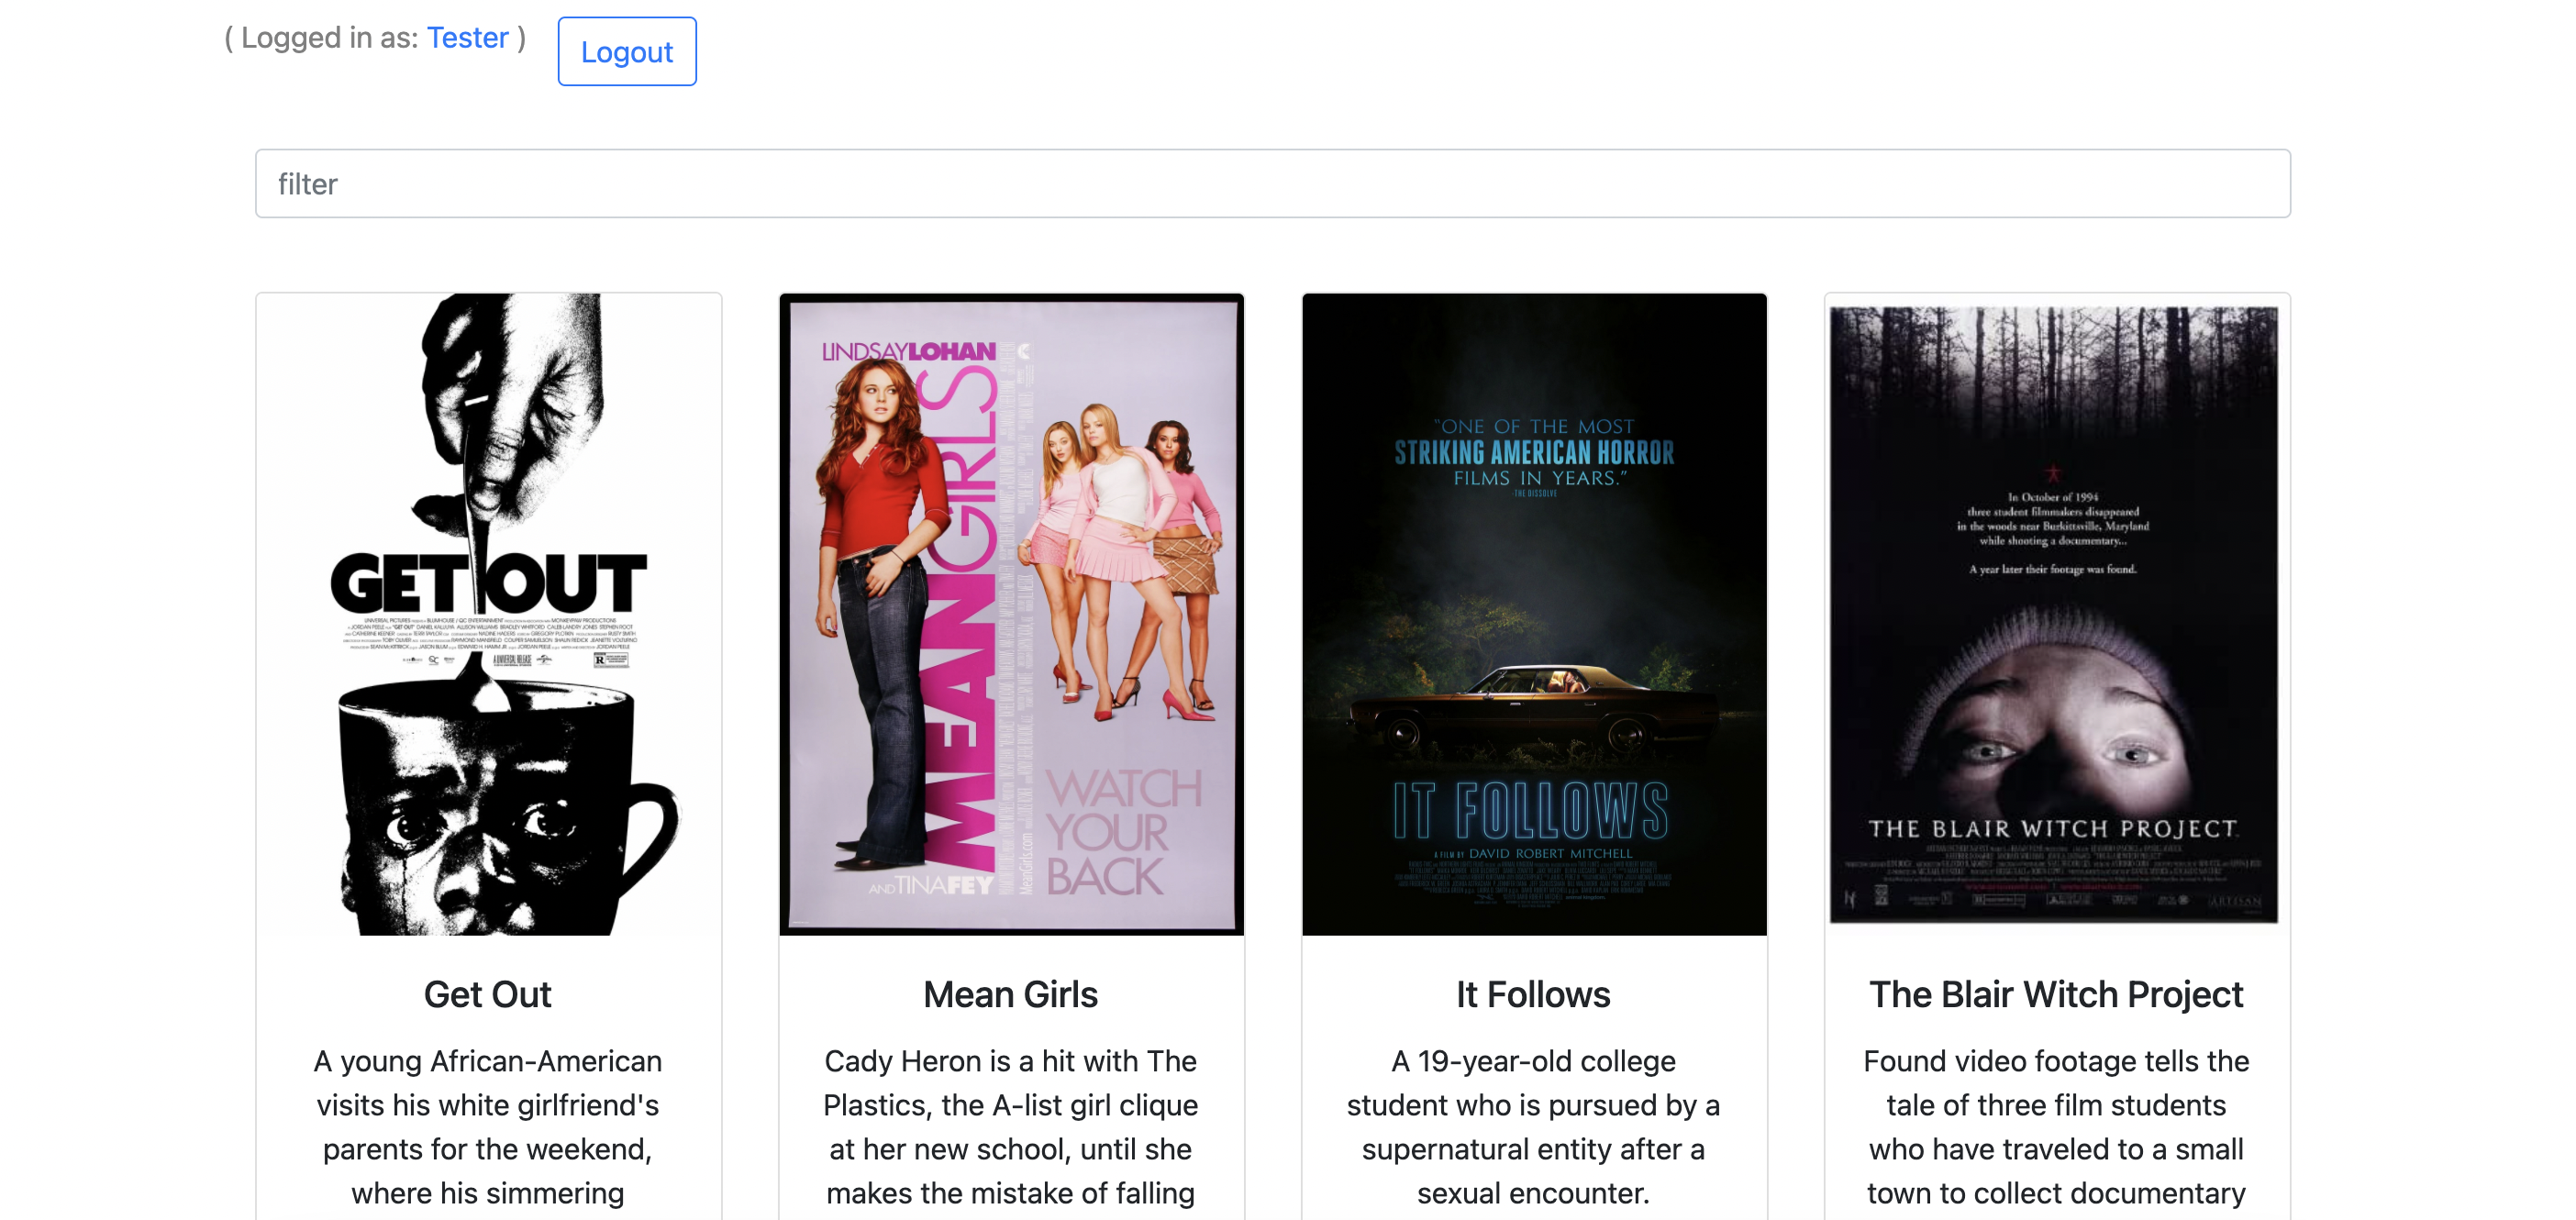 ( Logged in as: Tester )
Logout
filter
GET OUT
LINDSAY LOHAN
MEAN GIRLS
MeanGirls.com
WATCH
YOUR
BACK
AND TINA FEY
"ONE OF THE MOST
STRIKING AMERICAN HORROR
FILMS IN YEARS."
-THE DISSOLVE
IT FOLLOWS
A FILM BY DAVID ROBERT MITCHELL
In October of 1994
three student filmmakers disappeared
in the woods near Burkittsville, Maryland
while shooting a documentary...
A year later their footage was found.
THE BLAIR WITCH PROJECT
ARTISAN
Get Out
A young African-American
visits his white girlfriend's
parents for the weekend,
where his simmering
Mean Girls
Cady Heron is a hit with The
Plastics, the A-list girl clique
at her new school, until she
makes the mistake of falling
It Follows
A 19-year-old college
student who is pursued by a
supernatural entity after a
sexual encounter.
The Blair Witch Project
Found video footage tells the
tale of three film students
who have traveled to a small
town to collect documentary